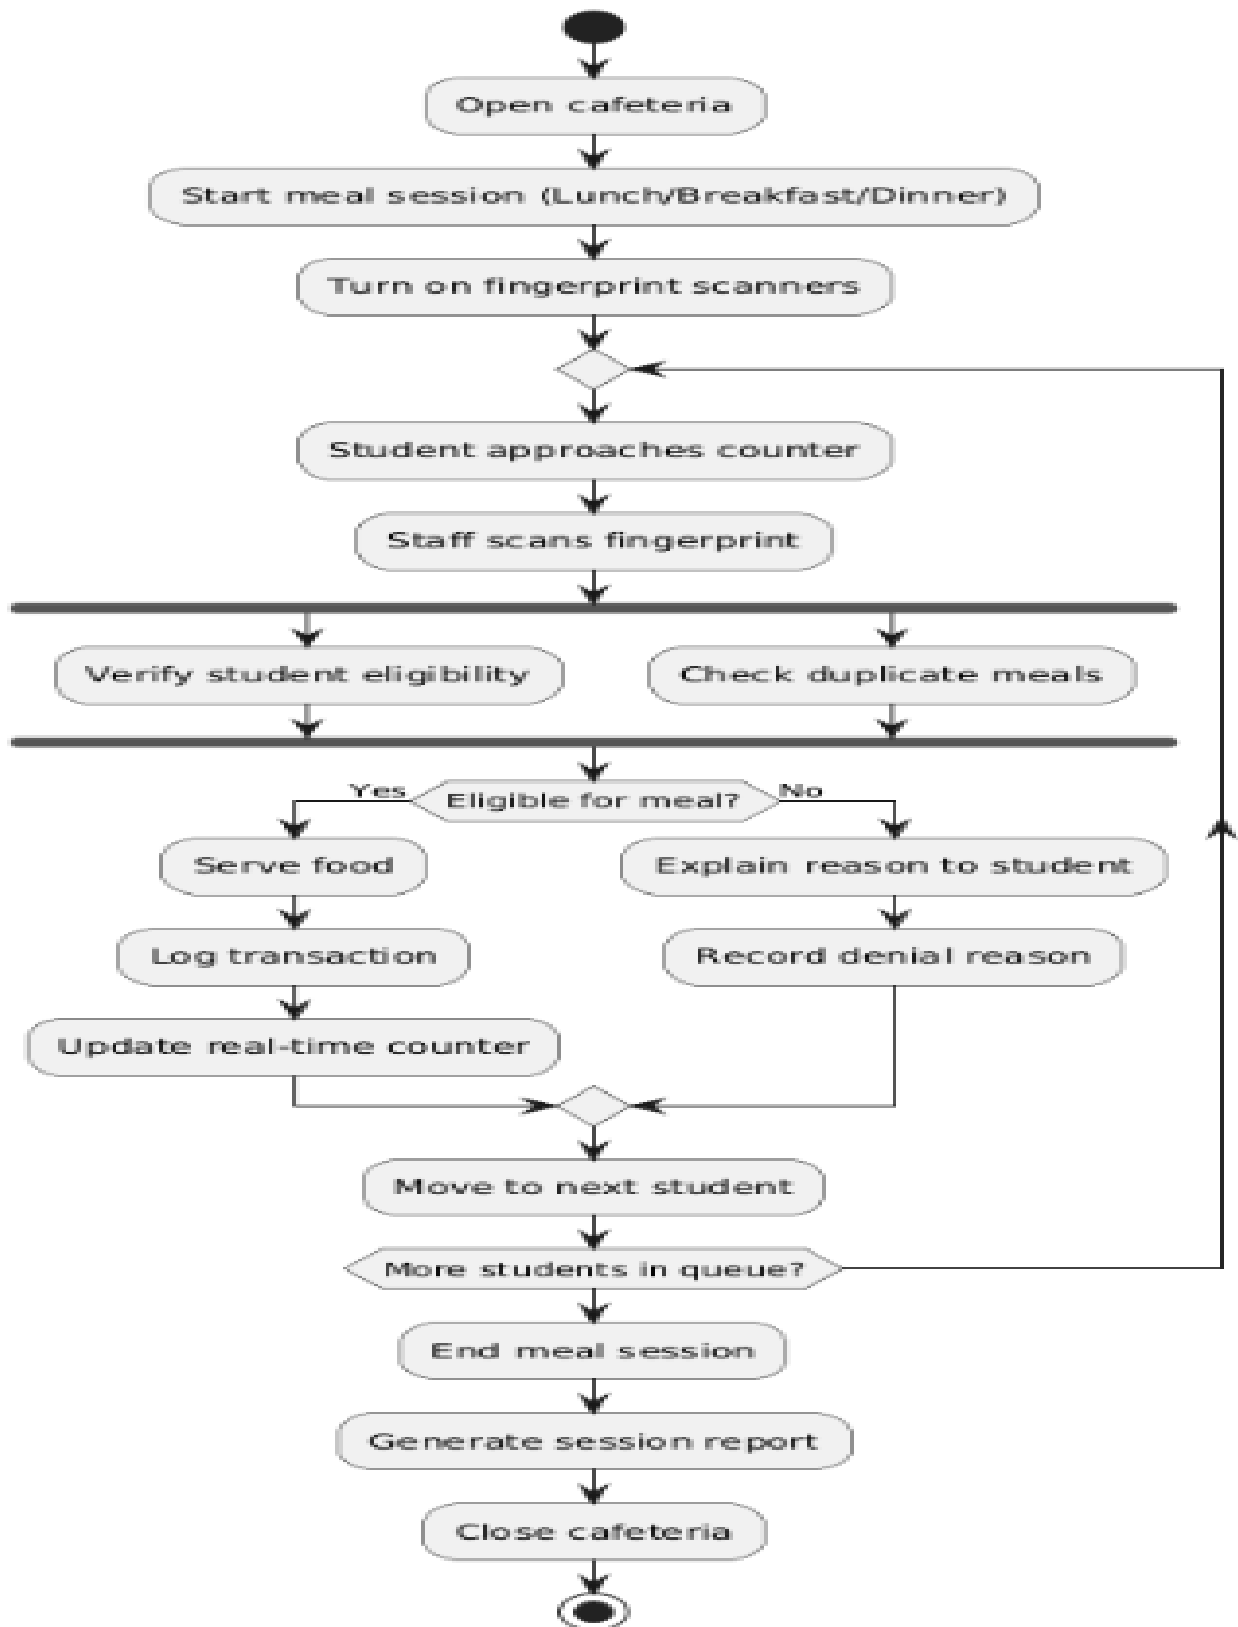 Open cafeteria
Start meal session (Lunch/Breakfast/Dinner)
Turn on fingerprint scanners
Student approaches counter
Staff scans fingerprint
Verify student eligibility
Check duplicate meals
Yes
Eligible for meal?
No
Serve food
Explain reason to student
Log transaction
Record denial reason
Update real-time counter
Move to next student
More students in queue?
End meal session
Generate session report
Close cafeteria